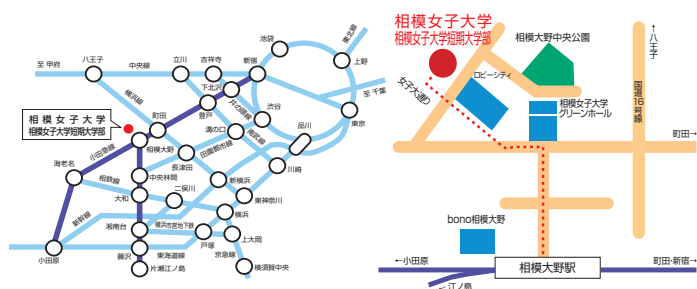 池袋
東北線
至 甲府
八王子
中央線
立川
吉祥寺
新宿
上野
下北沢
至 千葉
横浜線
井の頭線
登戸
渋谷
東京
相模女子大学
相模女子大学短期大学部
町田
溝の口
南武線
品川
小田急線
相模大野
田園都市線
長津田
川崎
海老名
相鉄線
中央林間
二俣川
新横浜
大和
東神奈川
新幹線
横浜
湘南台
横浜市営地下鉄
戸塚
上大岡
小田原
藤沢
東海道線
京急線
片瀬江ノ島
横須賀中央
相模女子大学
相模女子大学短期大学部
相模大野中央公園
←八王子
国道16号線
ロビーシティ
女子大通り
相模女子大学
グリーンホール
町田→
bono相模大野
←小田原
相模大野駅
町田・新宿→
←江ノ島